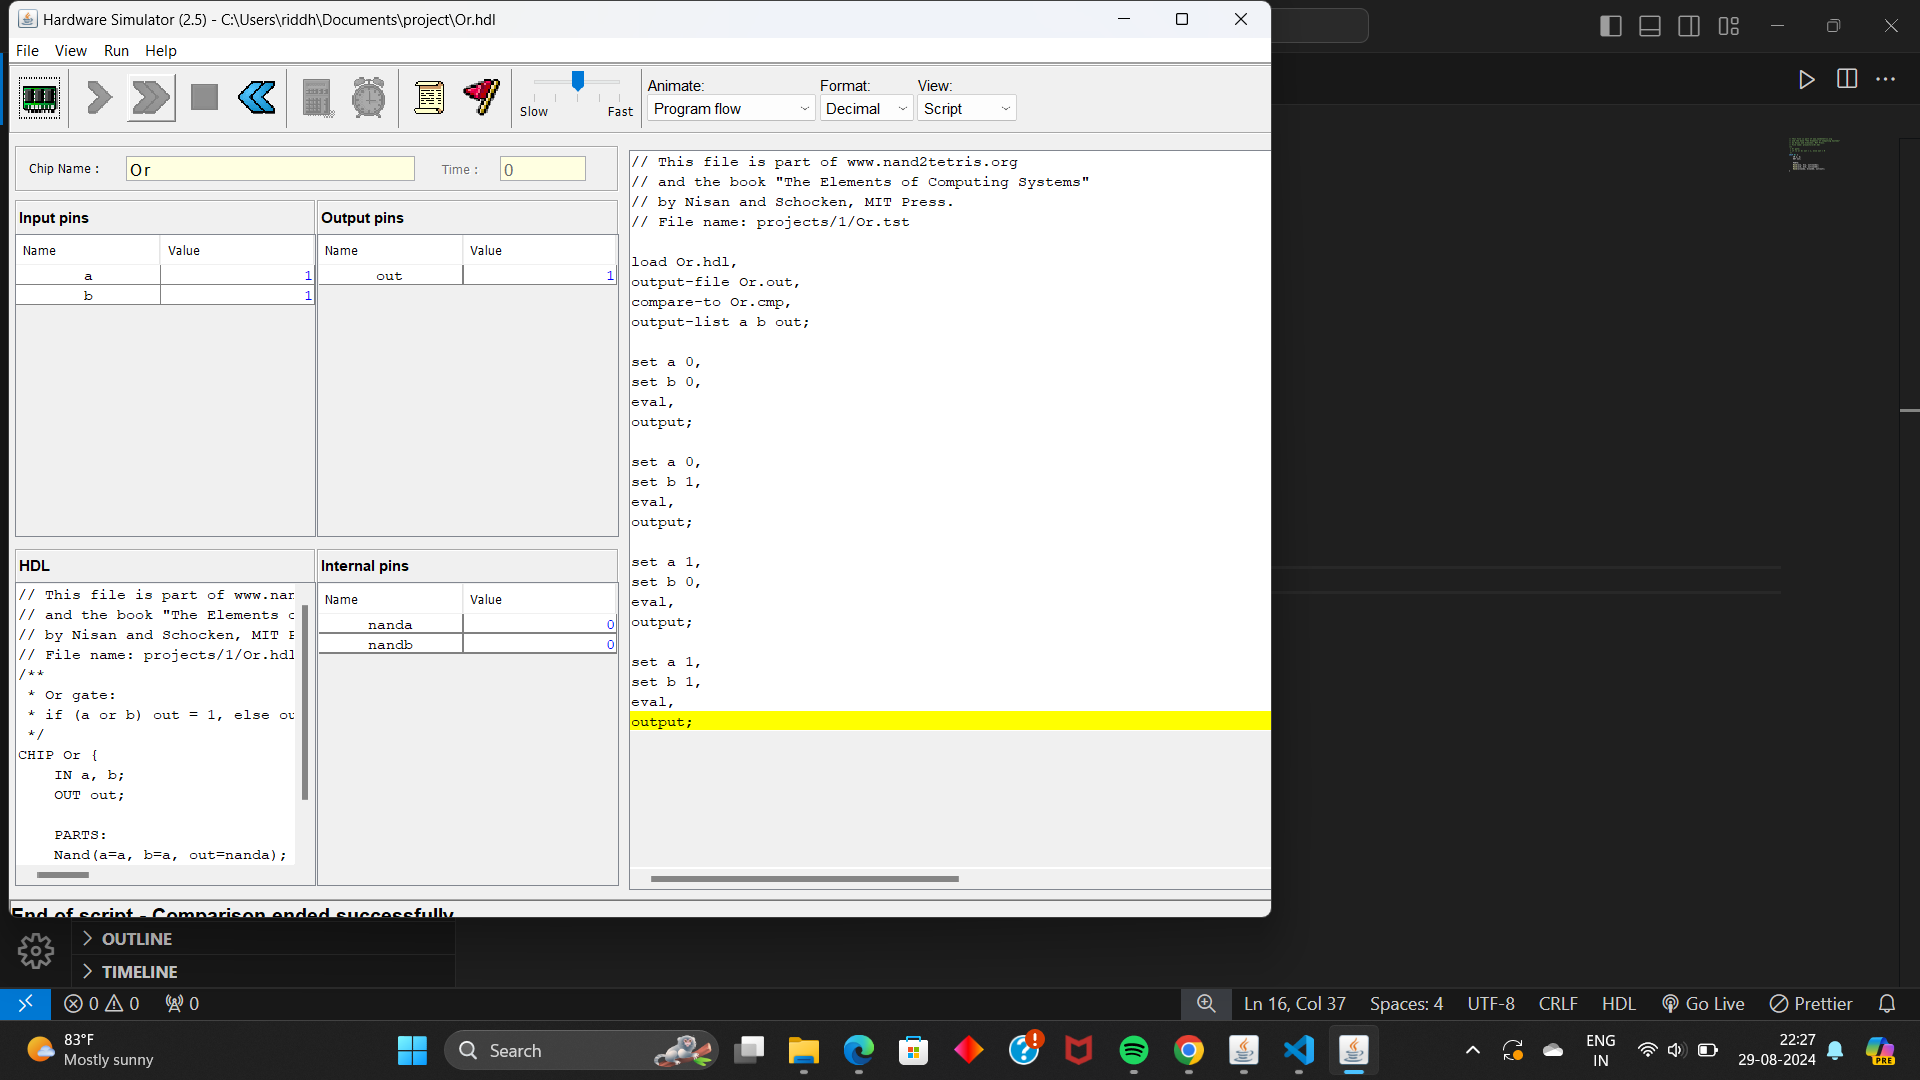 Hardware Simulator (2.5) - C:\Users\riddh\Documents\project\Or.hdl
File View Run Help
Slow Fast
Animate: Format: View:
Program flow Decimal Script
Chip Name : Or Time : 0
Input pins Output pins
Name Value Name Value
a 1 out 1
b 1
HDL
// This file is part of www.nan
// and the book "The Elements o
// by Nisan and Schocken, MIT P
// File name: projects/1/Or.hdl
/**
* Or gate:
* if (a or b) out = 1, else ou
*/
CHIP Or {
IN a, b;
OUT out;
PARTS:
Nand(a=a, b=a, out=nanda);
Internal pins
Name Value
nanda 0
nandb 0
// This file is part of www.nand2tetris.org
// and the book "The Elements of Computing Systems"
// by Nisan and Schocken, MIT Press.
// File name: projects/1/Or.tst
load Or.hdl,
output-file Or.out,
compare-to Or.cmp,
output-list a b out;
set a 0,
set b 0,
eval,
output;
set a 0,
set b 1,
eval,
output;
set a 1,
set b 0,
eval,
output;
set a 1,
set b 1,
eval,
output;
End of script - Comparison ended successfully
OUTLINE
TIMELINE
0 0 0 Ln 16, Col 37 Spaces: 4 UTF-8 CRLF HDL Go Live Prettier
83°F
Mostly sunny
Search
PRE
ENG
IN
22:27
29-08-2024